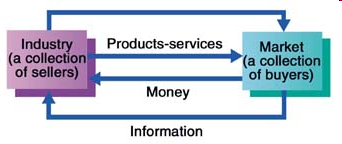 Industry
(a collection
of sellers)
Products-services
Market
(a collection
of buyers)
Money
Information